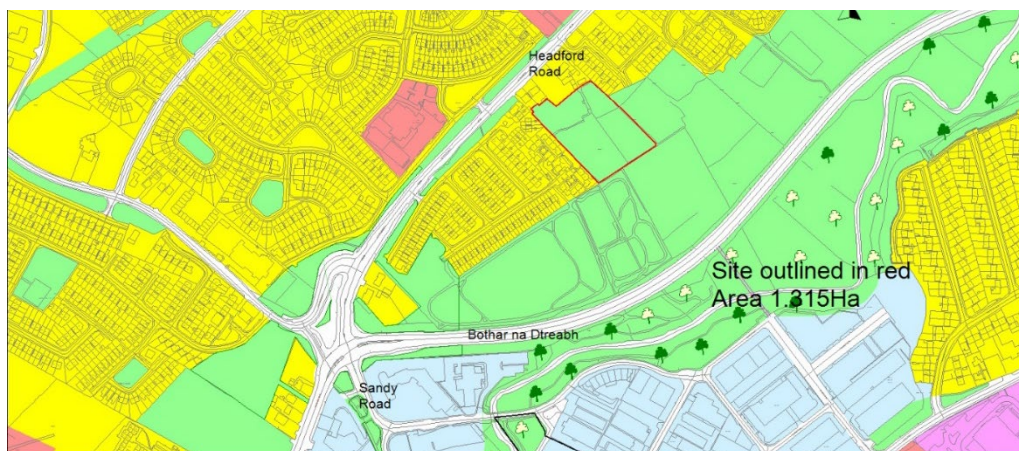 Headford
Road
Site outlined in red
Area 1.315Ha
Bothar na Dtreabh
Sandy
Road